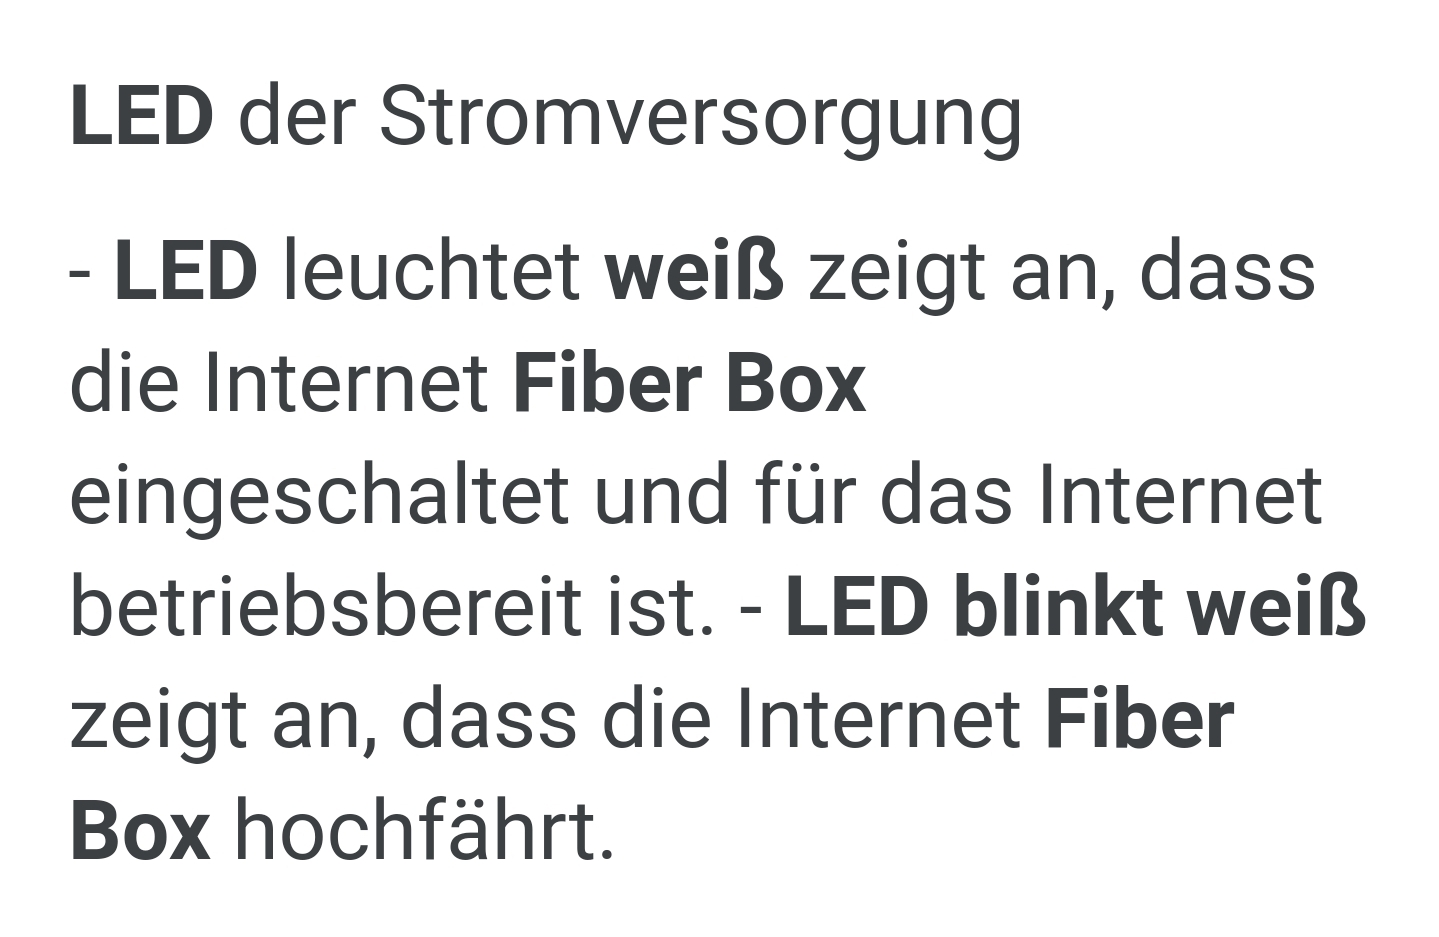 LED der Stromversorgung
- LED leuchtet weiß zeigt an, dass
die Internet Fiber Box
eingeschaltet und für das Internet
betriebsbereit ist. - LED blinkt weiß
zeigt an, dass die Internet Fiber
Box hochfährt.